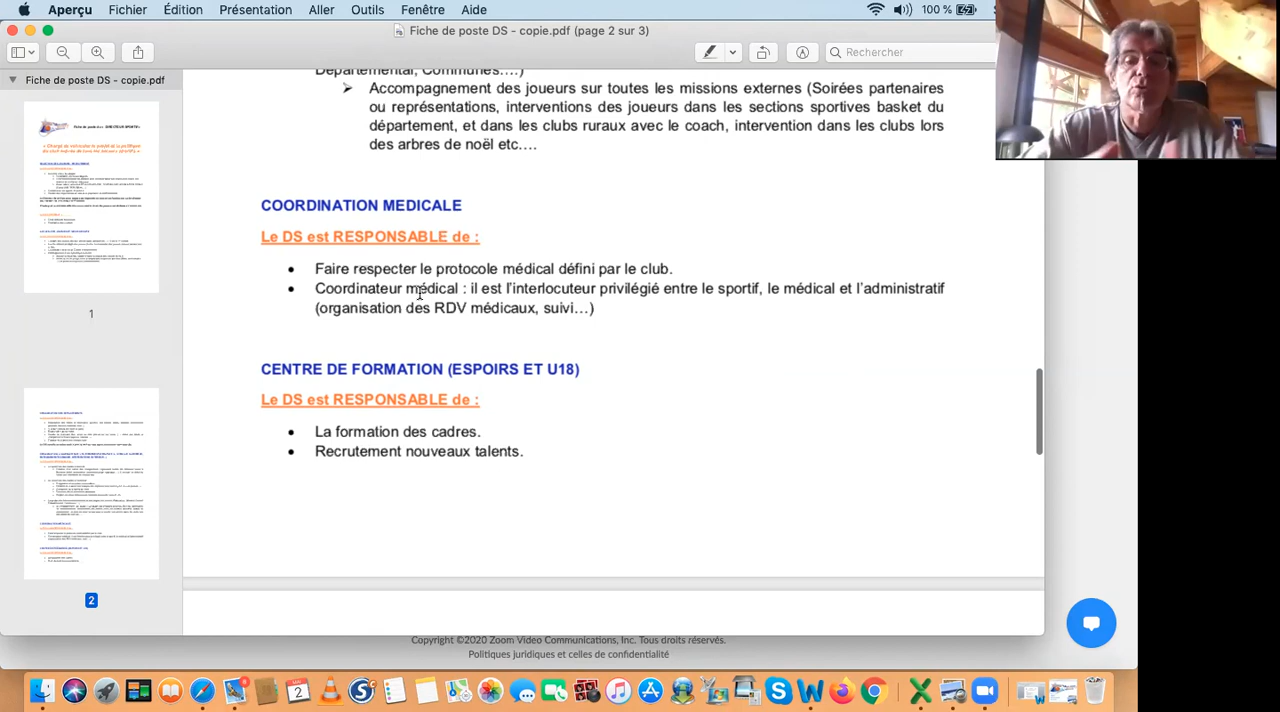 Aperçu Fichier Édition Présentation Aller Outils Fenêtre Aide 100 %
Fiche de poste DS - copie.pdf (page 2 sur 3)
Rechercher
Fiche de poste DS - copie.pdf
1
2
Départemental, Communes....)
Accompagnement des joueurs sur toutes les missions externes (Soirées partenaires
ou représentations, interventions des joueurs dans les sections sportives basket du
département, et dans les clubs ruraux avec le coach, intervention dans les clubs lors
des arbres de noël etc....
COORDINATION MEDICALE
Le DS est RESPONSABLE de :
• Faire respecter le protocole médical défini par le club.
• Coordinateur médical : il est l'interlocuteur privilégié entre le sportif, le médical et l'administratif
(organisation des RDV médicaux, suivi…)
CENTRE DE FORMATION (ESPOIRS ET U18)
Le DS est RESPONSABLE de :
• La formation des cadres.
• Recrutement nouveaux talents.
Copyright ©2020 Zoom Video Communications, Inc. Tous droits réservés.
Politiques juridiques et celles de confidentialité